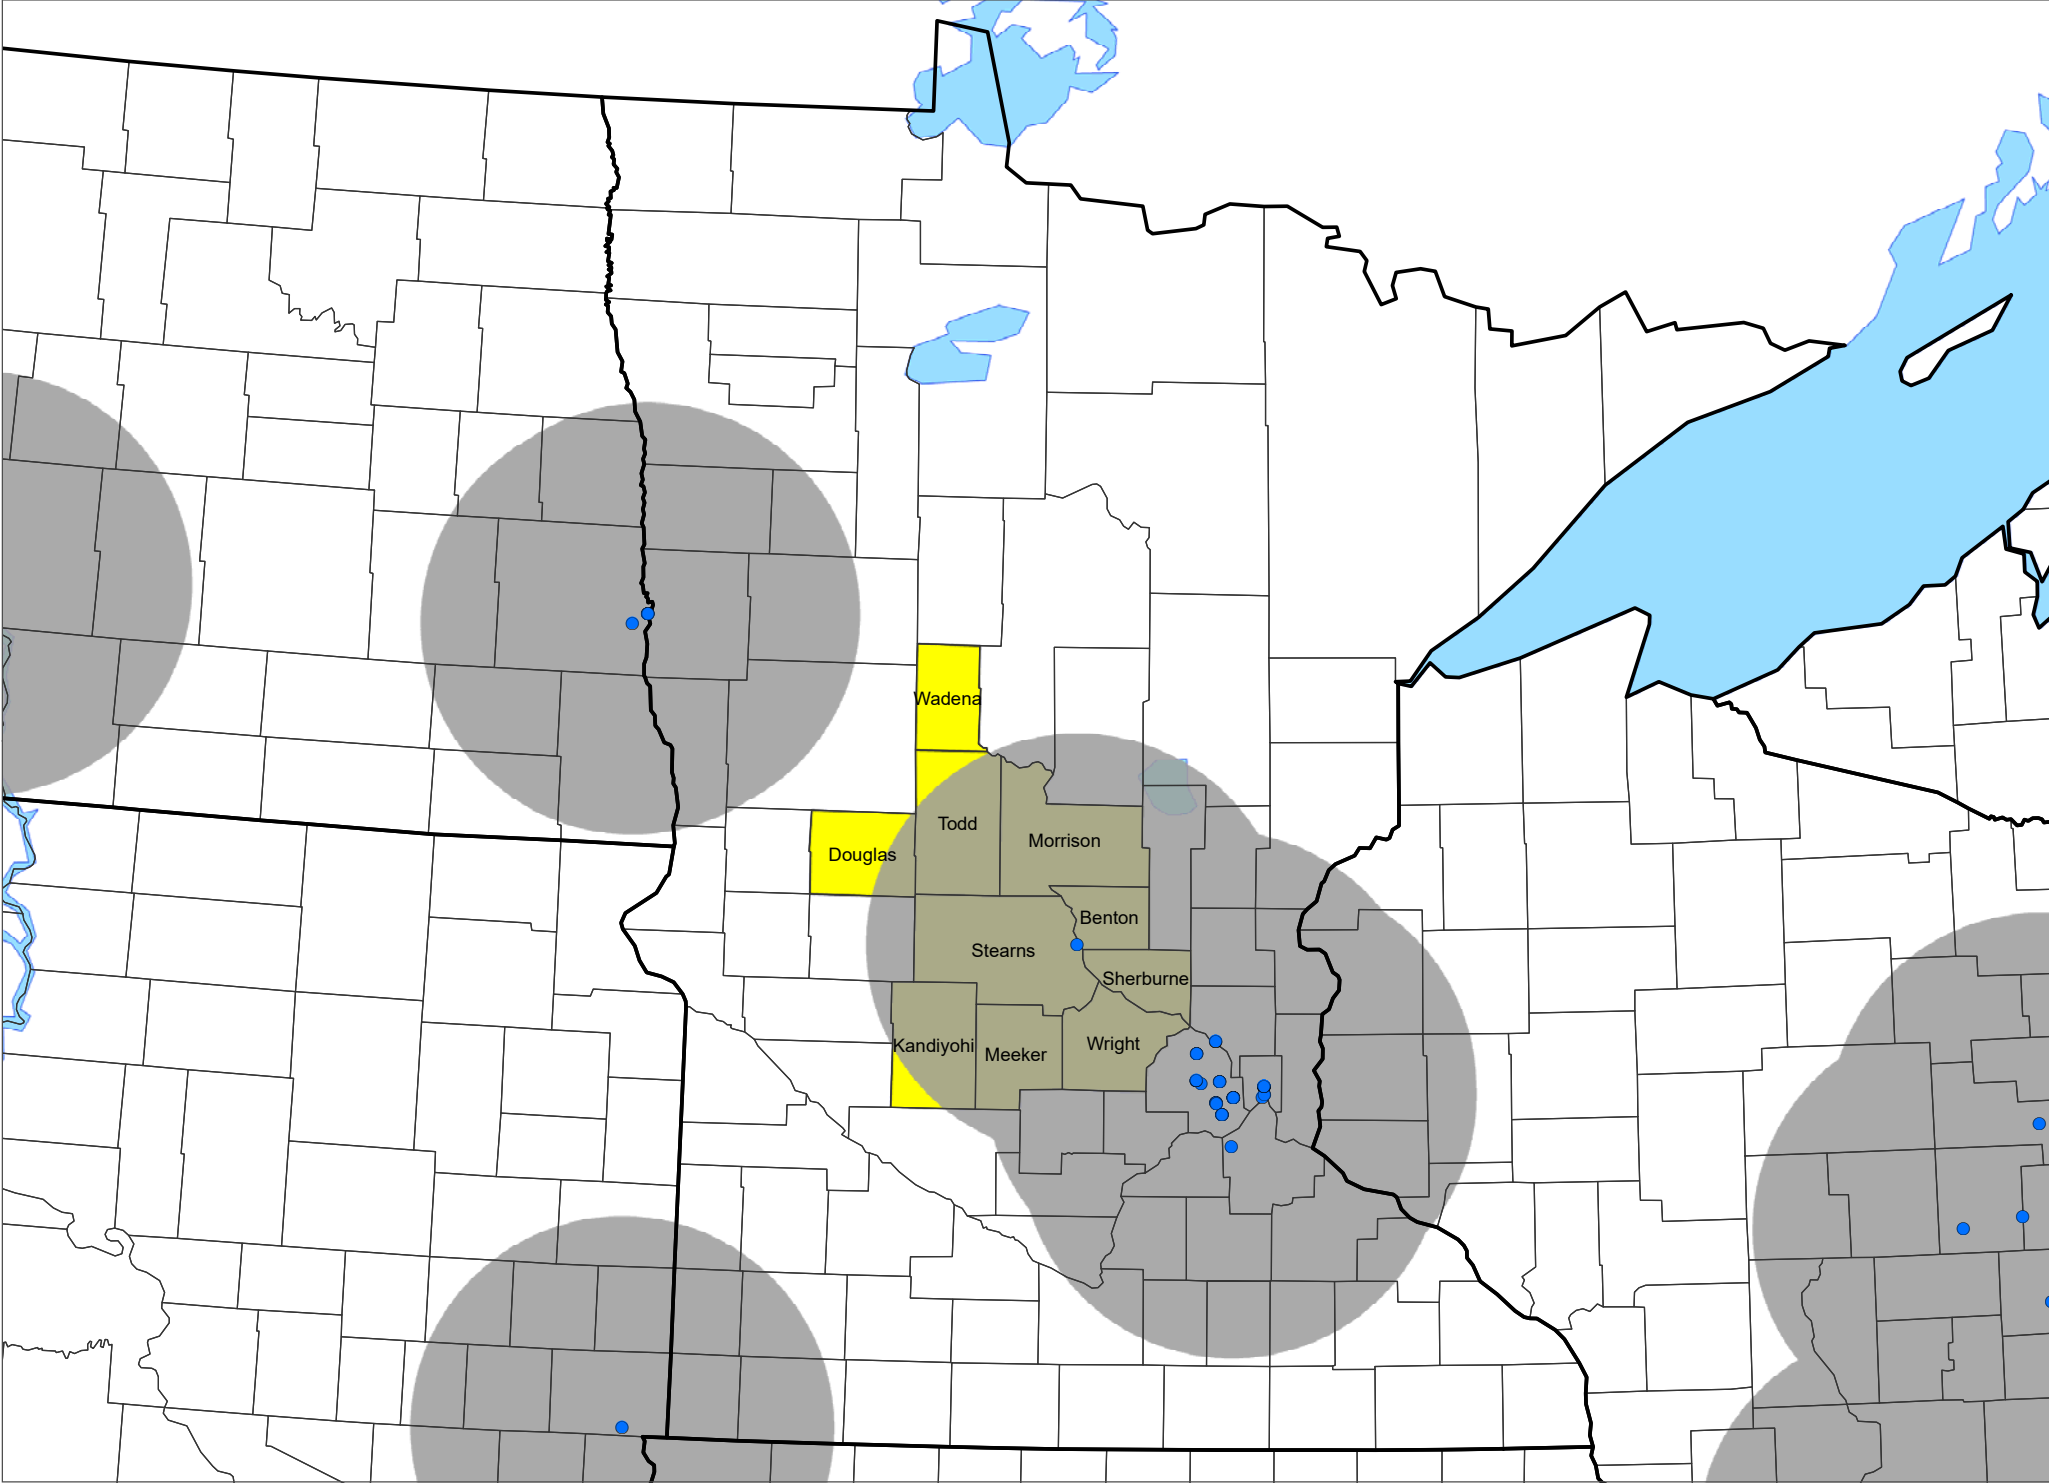 Wadena
Todd
Morrison
Douglas
Benton
Stearns
Sherburne
Kandiyohi
Meeker
Wright